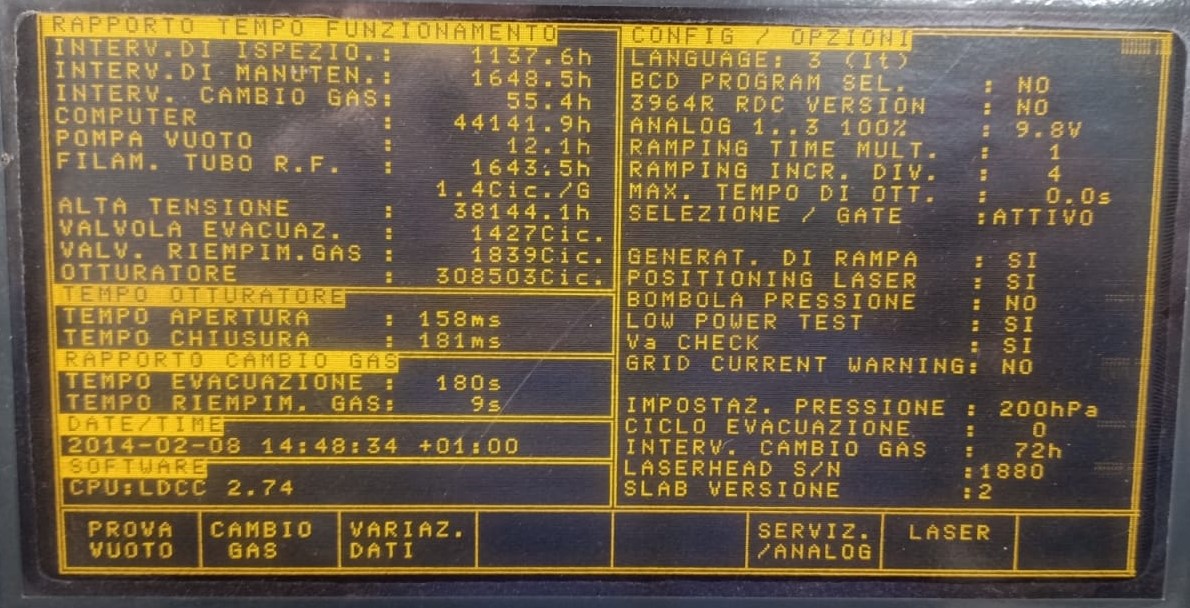 RAPPORTO TEMPO FUNZIONAMENTO
INTERV.DI ISPEZIO.: 1137.6h
INTERV.DI MANUTEN.: 1648.5h
INTERV. CAMBIO GAS: 55.4h
COMPUTER : 44141.9h
POMPA VUOTO : 12.1h
FILAM. TUBO R.F. : 1643.5h
1.4Cic./G
ALTA TENSIONE : 38144.1h
VALVOLA EVACUAZ. : 1427Cic.
VALV. RIEMPIM.GAS : 1839Cic.
OTTURATORE : 308503Cic.
TEMPO OTTURATORE
TEMPO APERTURA : 158ms
TEMPO CHIUSURA : 181ms
RAPPORTO CAMBIO GAS
TEMPO EVACUAZIONE : 180s
TEMPO RIEMPIM. GAS: 9s
DATE/TIME
2014-02-08 14:48:34 +01:00
SOFTWARE
CPU:LDCC 2.74
CONFIG / OPZIONI
LANGUAGE: 3 (It)
BCD PROGRAM SEL. : NO
3964R RDC VERSION : NO
ANALOG 1..3 100% : 9.8V
RAMPING TIME MULT. : 1
RAMPING INCR. DIV. : 4
MAX. TEMPO DI OTT. : 0.0s
SELEZIONE / GATE :ATTIVO
GENERAT. DI RAMPA : SI
POSITIONING LASER : SI
BOMBOLA PRESSIONE : NO
LOW POWER TEST : SI
Va CHECK : SI
GRID CURRENT WARNING: NO
IMPOSTAZ. PRESSIONE : 200hPa
CICLO EVACUAZIONE : 0
INTERV. CAMBIO GAS : 72h
LASERHEAD S/N :1880
SLAB VERSIONE :2
PROVA VUOTO
CAMBIO GAS
VARIAZ. DATI
SERVIZ. /ANALOG
LASER